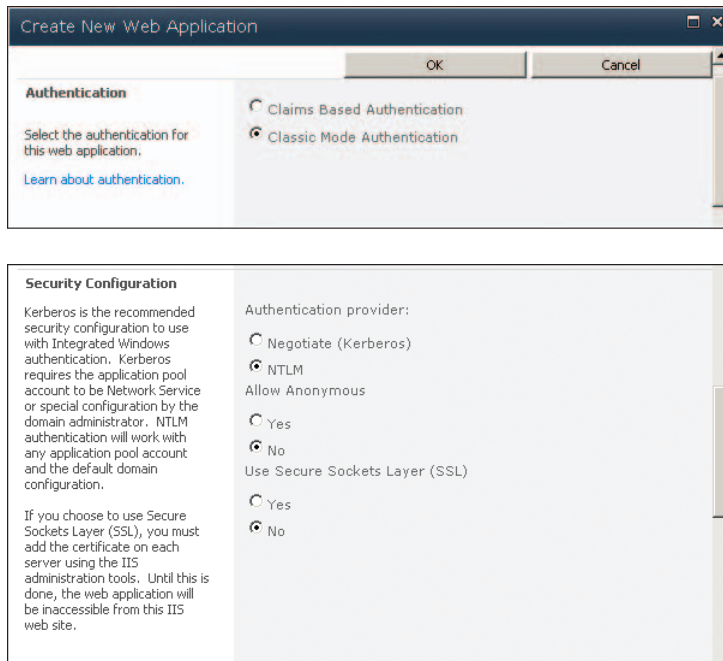 Create New Web Application
OK
Cancel
Authentication
Select the authentication for
this web application.
Learn about authentication.
Claims Based Authentication
Classic Mode Authentication
Security Configuration
Kerberos is the recommended
security configuration to use
with Integrated Windows
authentication. Kerberos
requires the application pool
account to be Network Service
or special configuration by the
domain administrator. NTLM
authentication will work with
any application pool account
and the default domain
configuration.
If you choose to use Secure
Sockets Layer (SSL), you must
add the certificate on each
server using the IIS
administration tools. Until this is
done, the web application will
be inaccessible from this IIS
web site.
Authentication provider:
Negotiate (Kerberos)
NTLM
Allow Anonymous
Yes
No
Use Secure Sockets Layer (SSL)
Yes
No